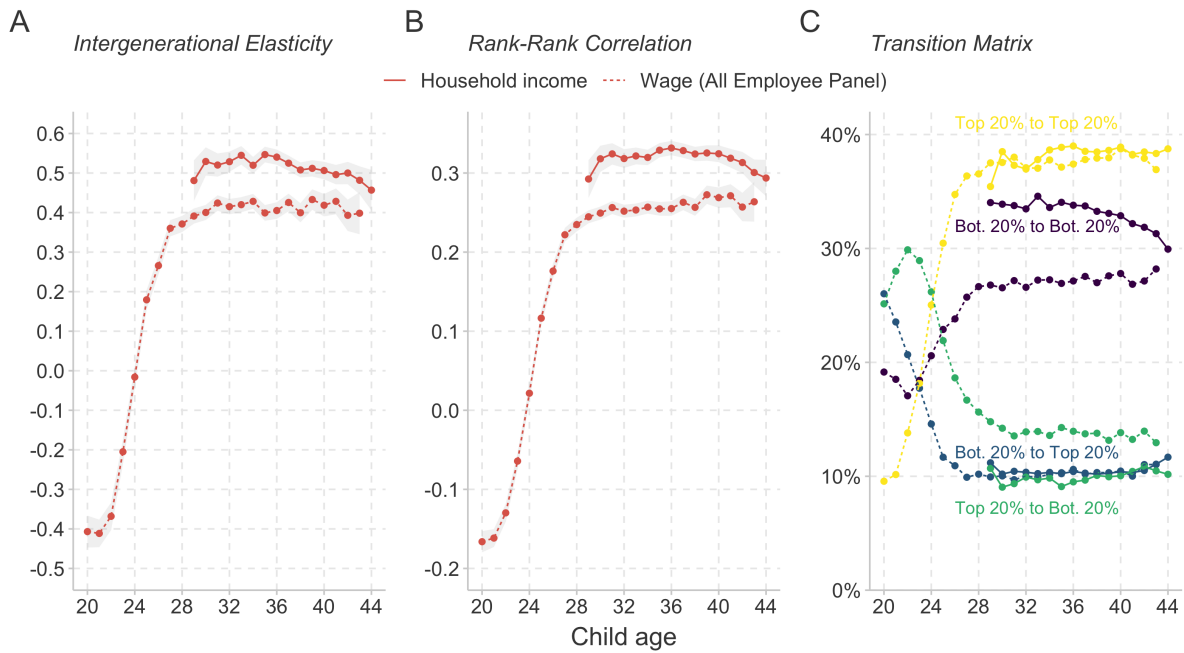 A
B
C
Intergenerational Elasticity
Rank-Rank Correlation
Transition Matrix
Household income
Wage (All Employee Panel)
0.6
0.5
0.4
0.3
0.2
0.1
0.0
-0.1
-0.2
-0.3
-0.4
-0.5
20 24 28 32 36 40 44
0.3
0.2
0.1
0.0
-0.1
-0.2
20 24 28 32 36 40 44
Child age
40%
30%
20%
10%
0%
Top 20% to Top 20%
Bot. 20% to Bot. 20%
Bot. 20% to Top 20%
Top 20% to Bot. 20%
20 24 28 32 36 40 44